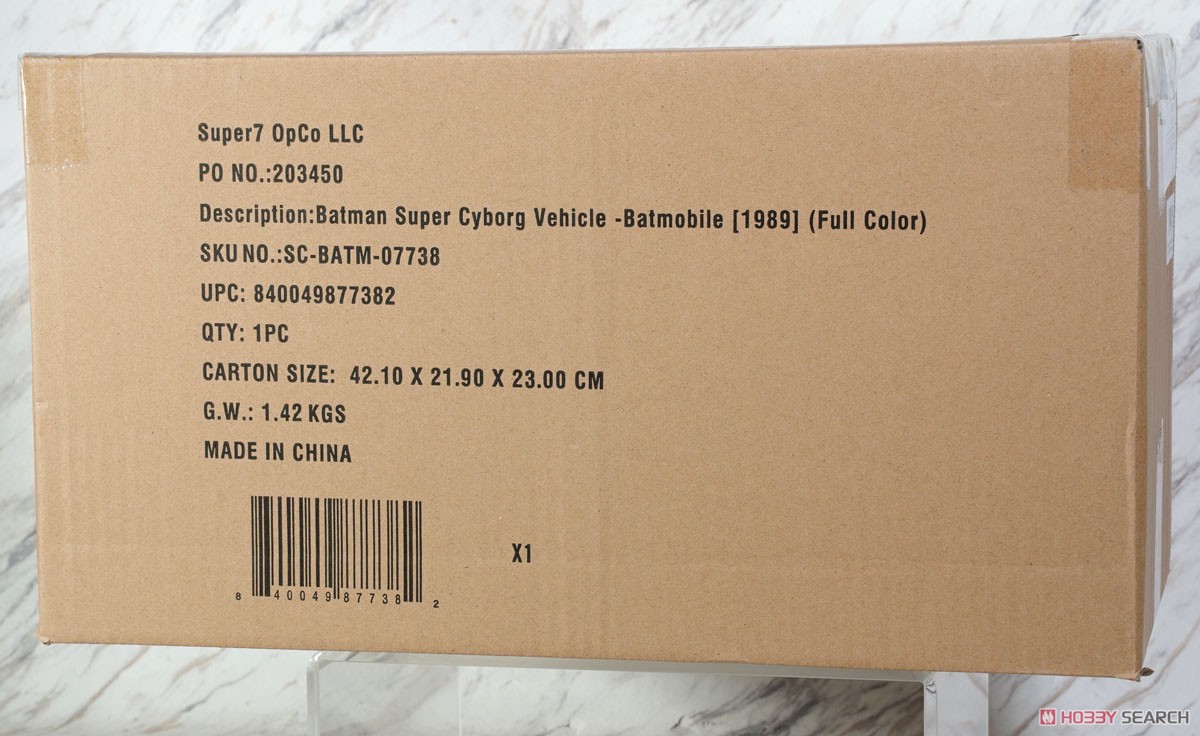 Super7 OpCo LLC
PO NO.:203450
Description:Batman Super Cyborg Vehicle -Batmobile [1989] (Full Color)
SKU NO.:SC-BATM-07738
UPC: 840049877382
QTY: 1PC
CARTON SIZE: 42.10 X 21.90 X 23.00 CM
G.W.: 1.42 KGS
MADE IN CHINA
X1
8 40049 87738 2
HOBBY SEARCH